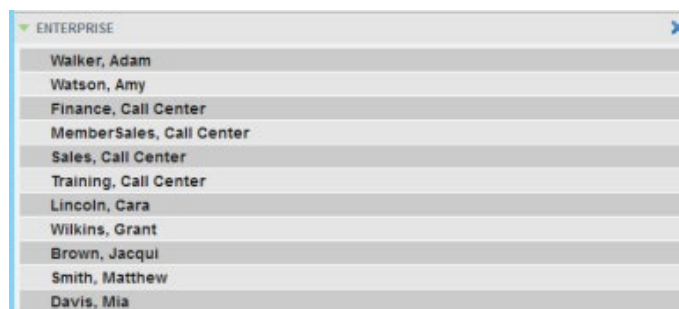 ENTERPRISE
Walker, Adam
Watson, Amy
Finance, Call Center
MemberSales, Call Center
Sales, Call Center
Training, Call Center
Lincoln, Cara
Wilkins, Grant
Brown, Jacqui
Smith, Matthew
Davis, Mia